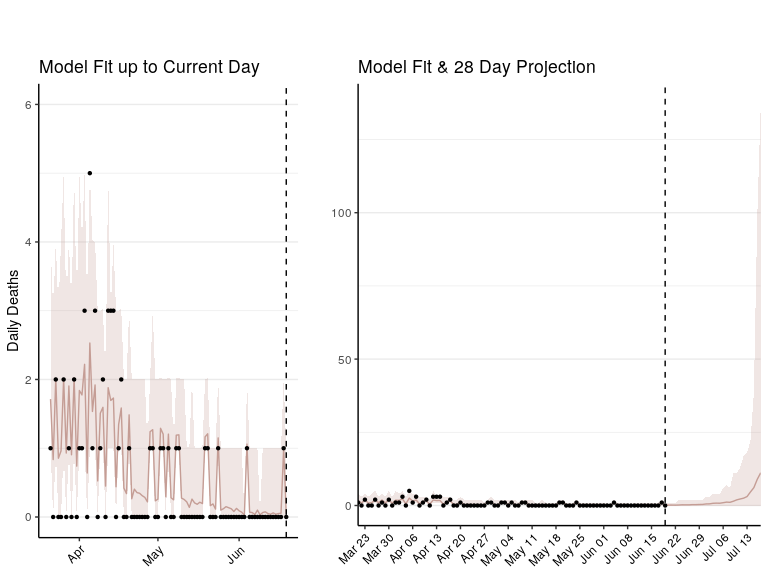 Model Fit up to Current Day
Model Fit & 28 Day Projection
Daily Deaths
6
4
2
0
Apr
May
Jun
100
50
0
Mar 23
Mar 30
Apr 06
Apr 13
Apr 20
Apr 27
May 04
May 11
May 18
May 25
Jun 01
Jun 08
Jun 15
Jun 22
Jun 29
Jul 06
Jul 13